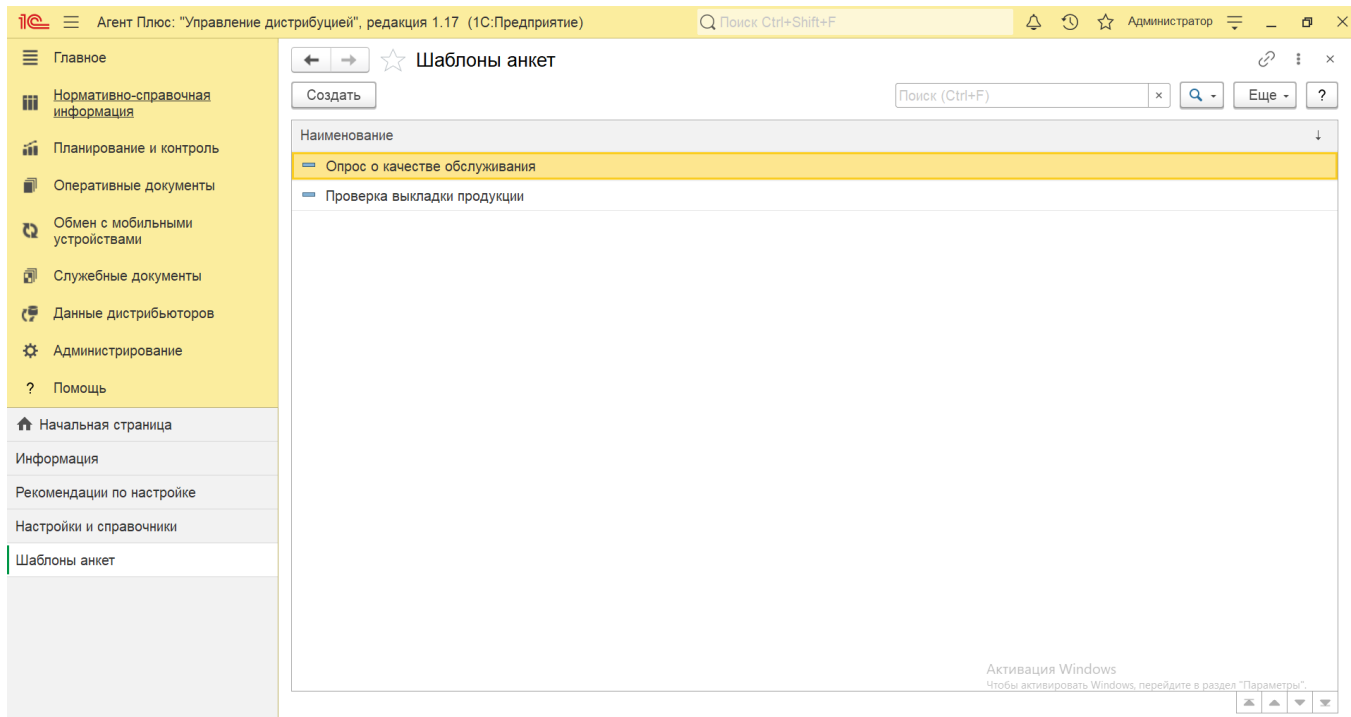 Агент Плюс: "Управление дистрибуцией", редакция 1.17 (1С:Предприятие)
Поиск Ctrl+Shift+F
Администратор
Главное
Нормативно-справочная
информация
Планирование и контроль
Оперативные документы
Обмен с мобильными
устройствами
Служебные документы
Данные дистрибьюторов
Администрирование
? Помощь
Начальная страница
Информация
Рекомендации по настройке
Настройки и справочники
Шаблоны анкет
Шаблоны анкет
Создать
Поиск (Ctrl+F)
Еще
?
Наименование
Опрос о качестве обслуживания
Проверка выкладки продукции
Активация Windows
Чтобы активировать Windows, перейдите в раздел "Параметры".